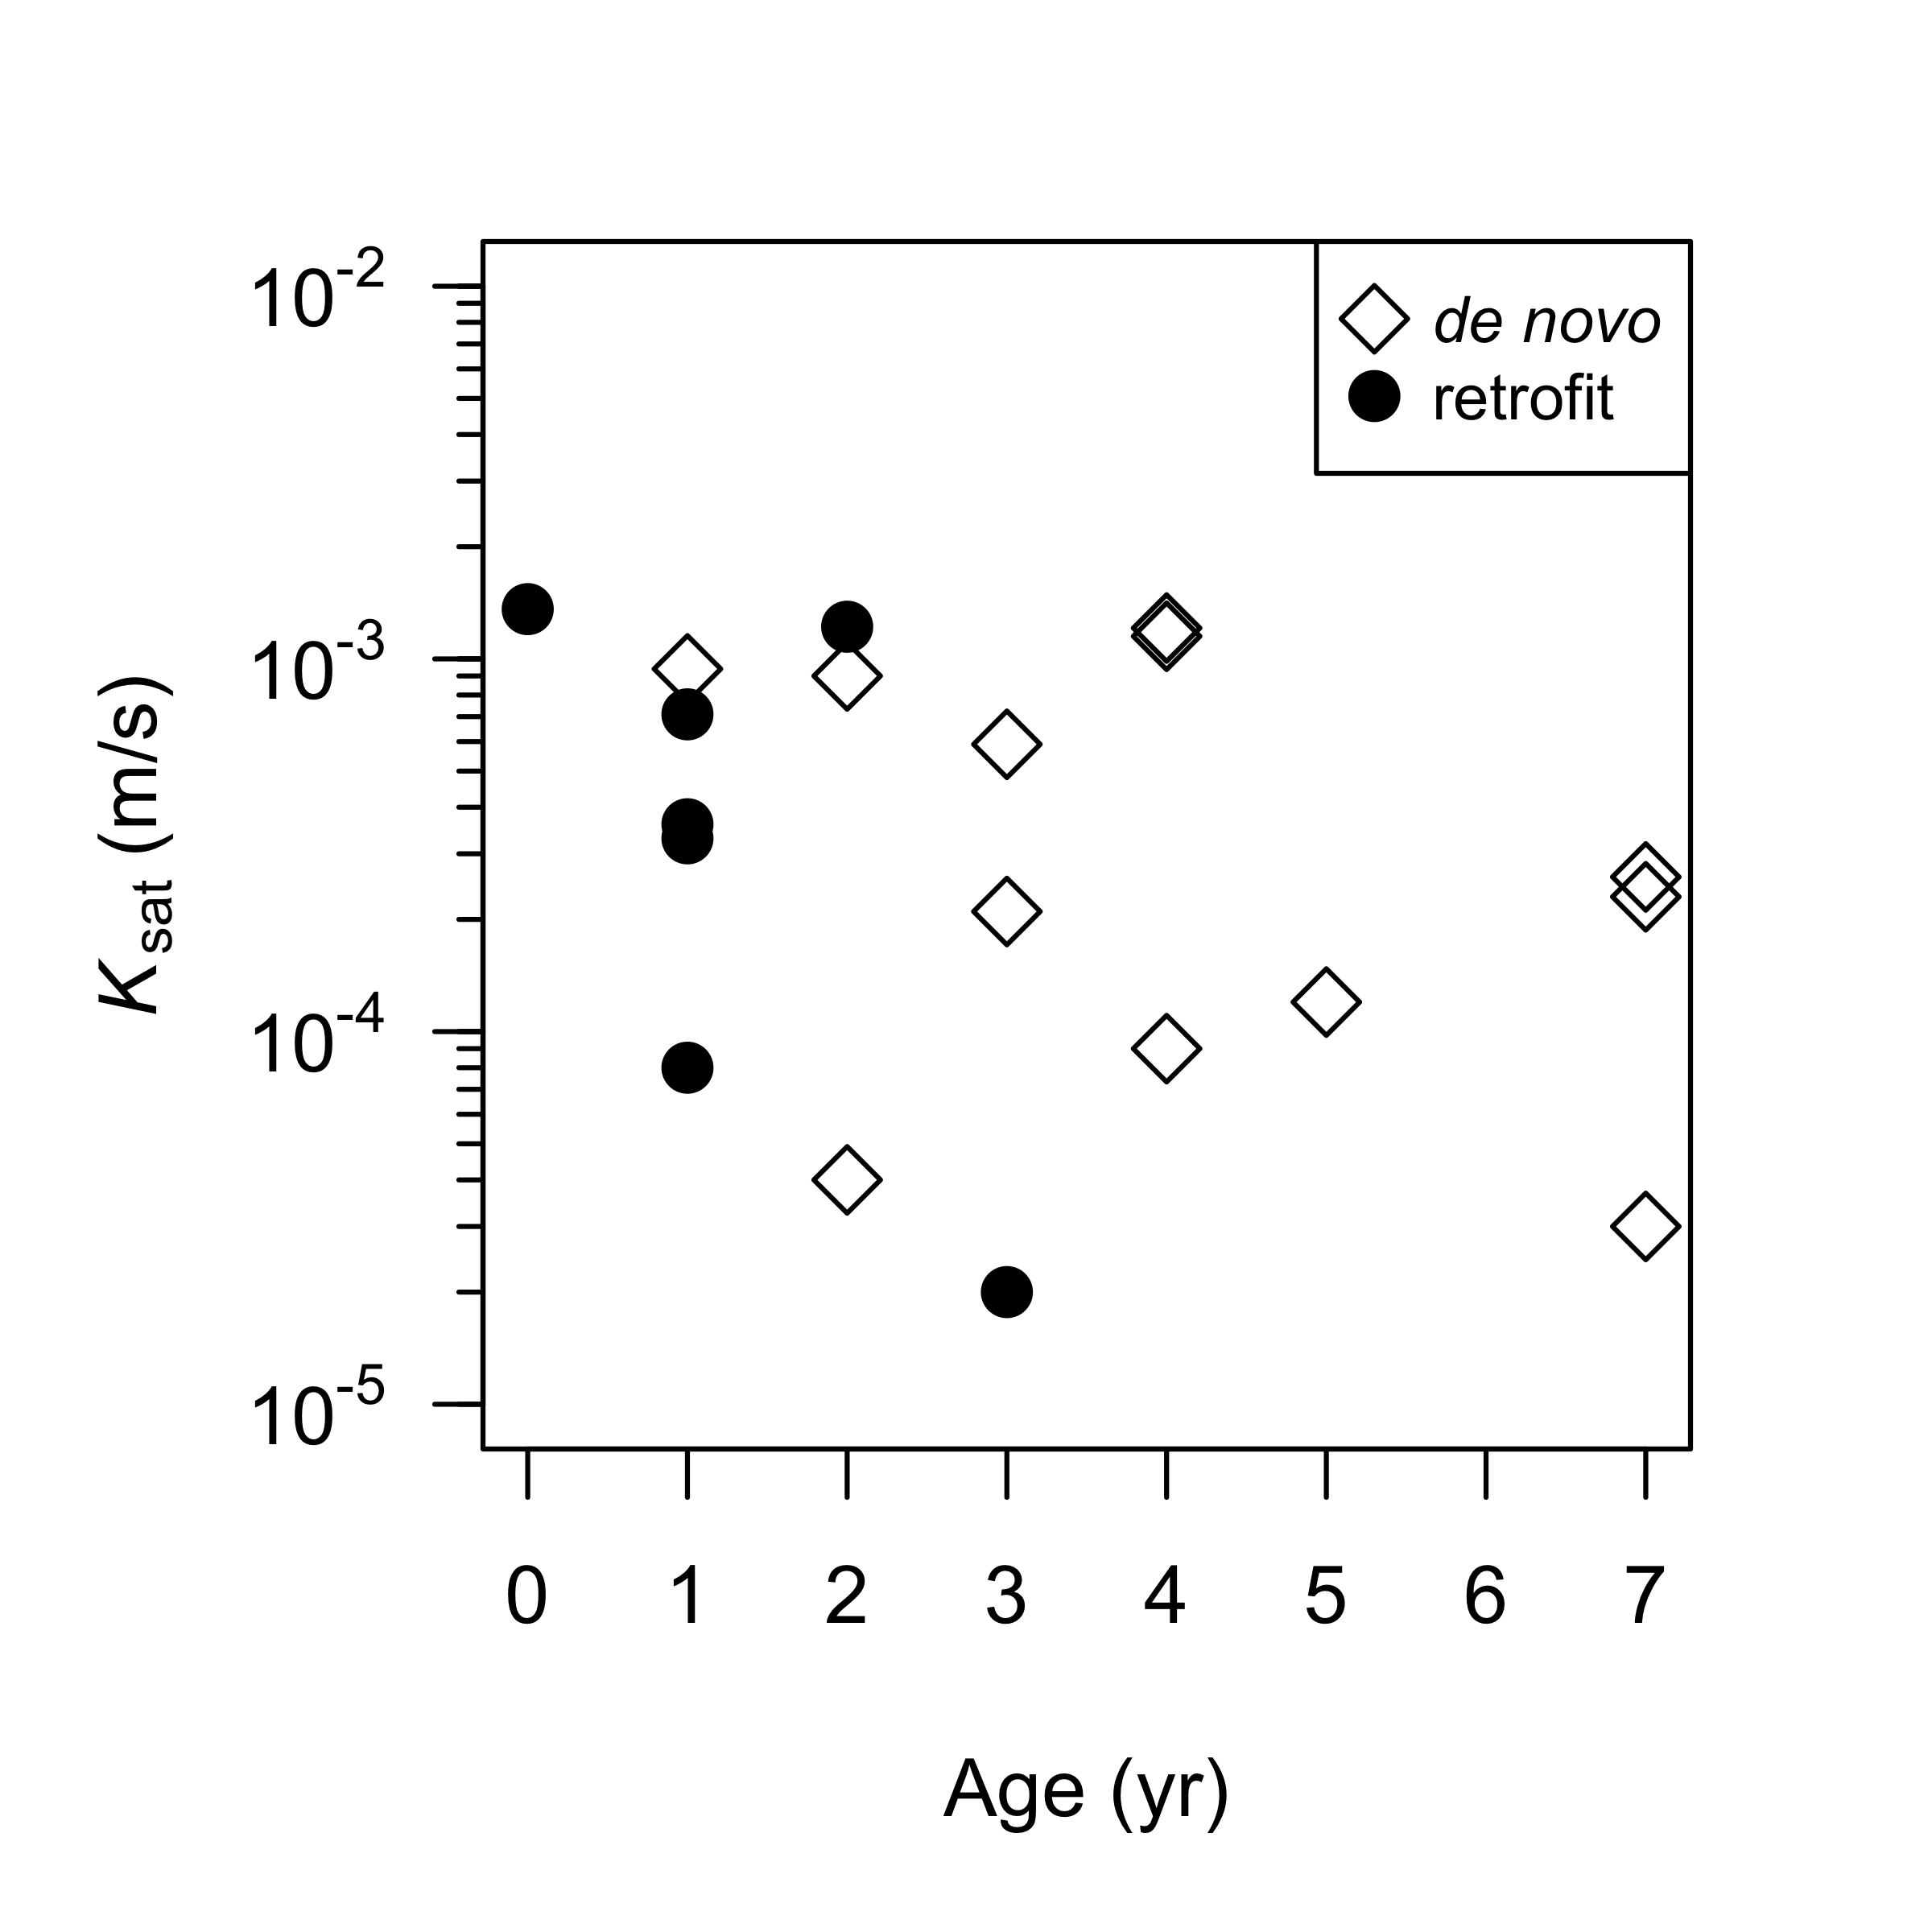 10-2
10-3
10-4
10-5
Ksat (m/s)
de novo
retrofit
0 1 2 3 4 5 6 7
Age (yr)